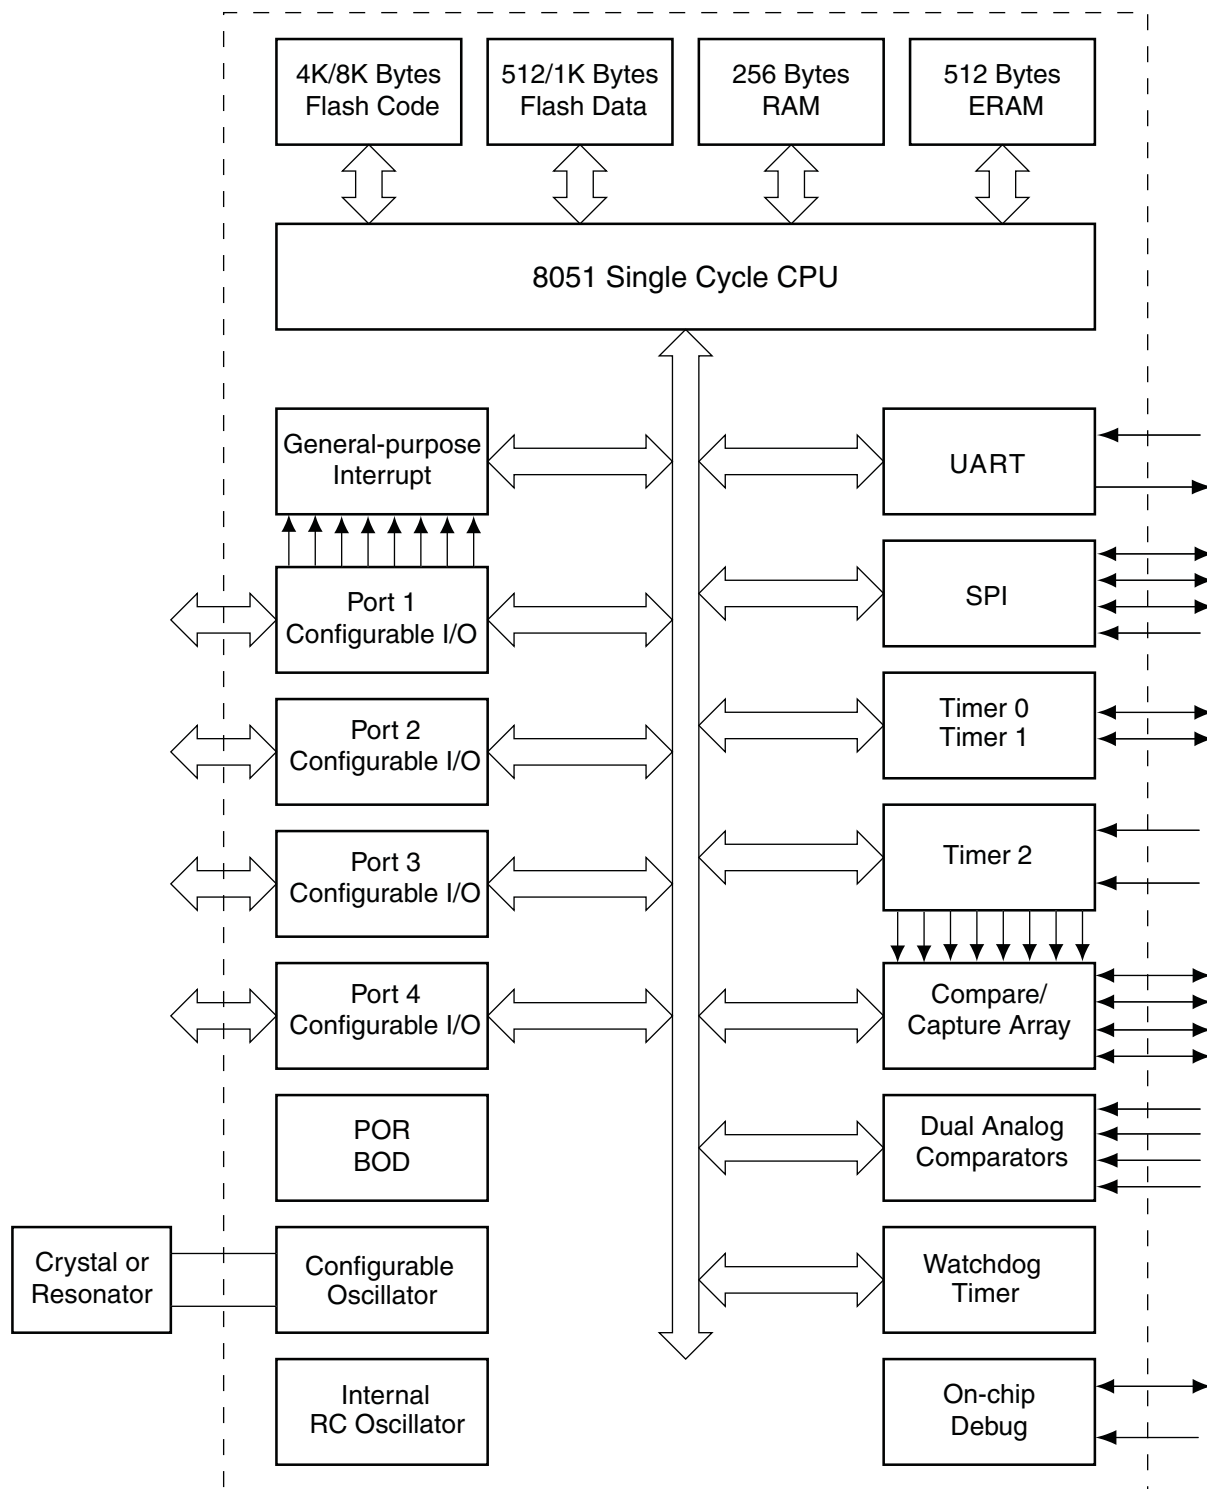 4K/8K Bytes
Flash Code
512/1K Bytes
Flash Data
256 Bytes
RAM
512 Bytes
ERAM
8051 Single Cycle CPU
General-purpose
Interrupt
UART
Port 1
Configurable I/O
SPI
Port 2
Configurable I/O
Timer 0
Timer 1
Port 3
Configurable I/O
Timer 2
Port 4
Configurable I/O
Compare/
Capture Array
POR
BOD
Dual Analog
Comparators
Crystal or
Resonator
Configurable
Oscillator
Watchdog
Timer
Internal
RC Oscillator
On-chip
Debug